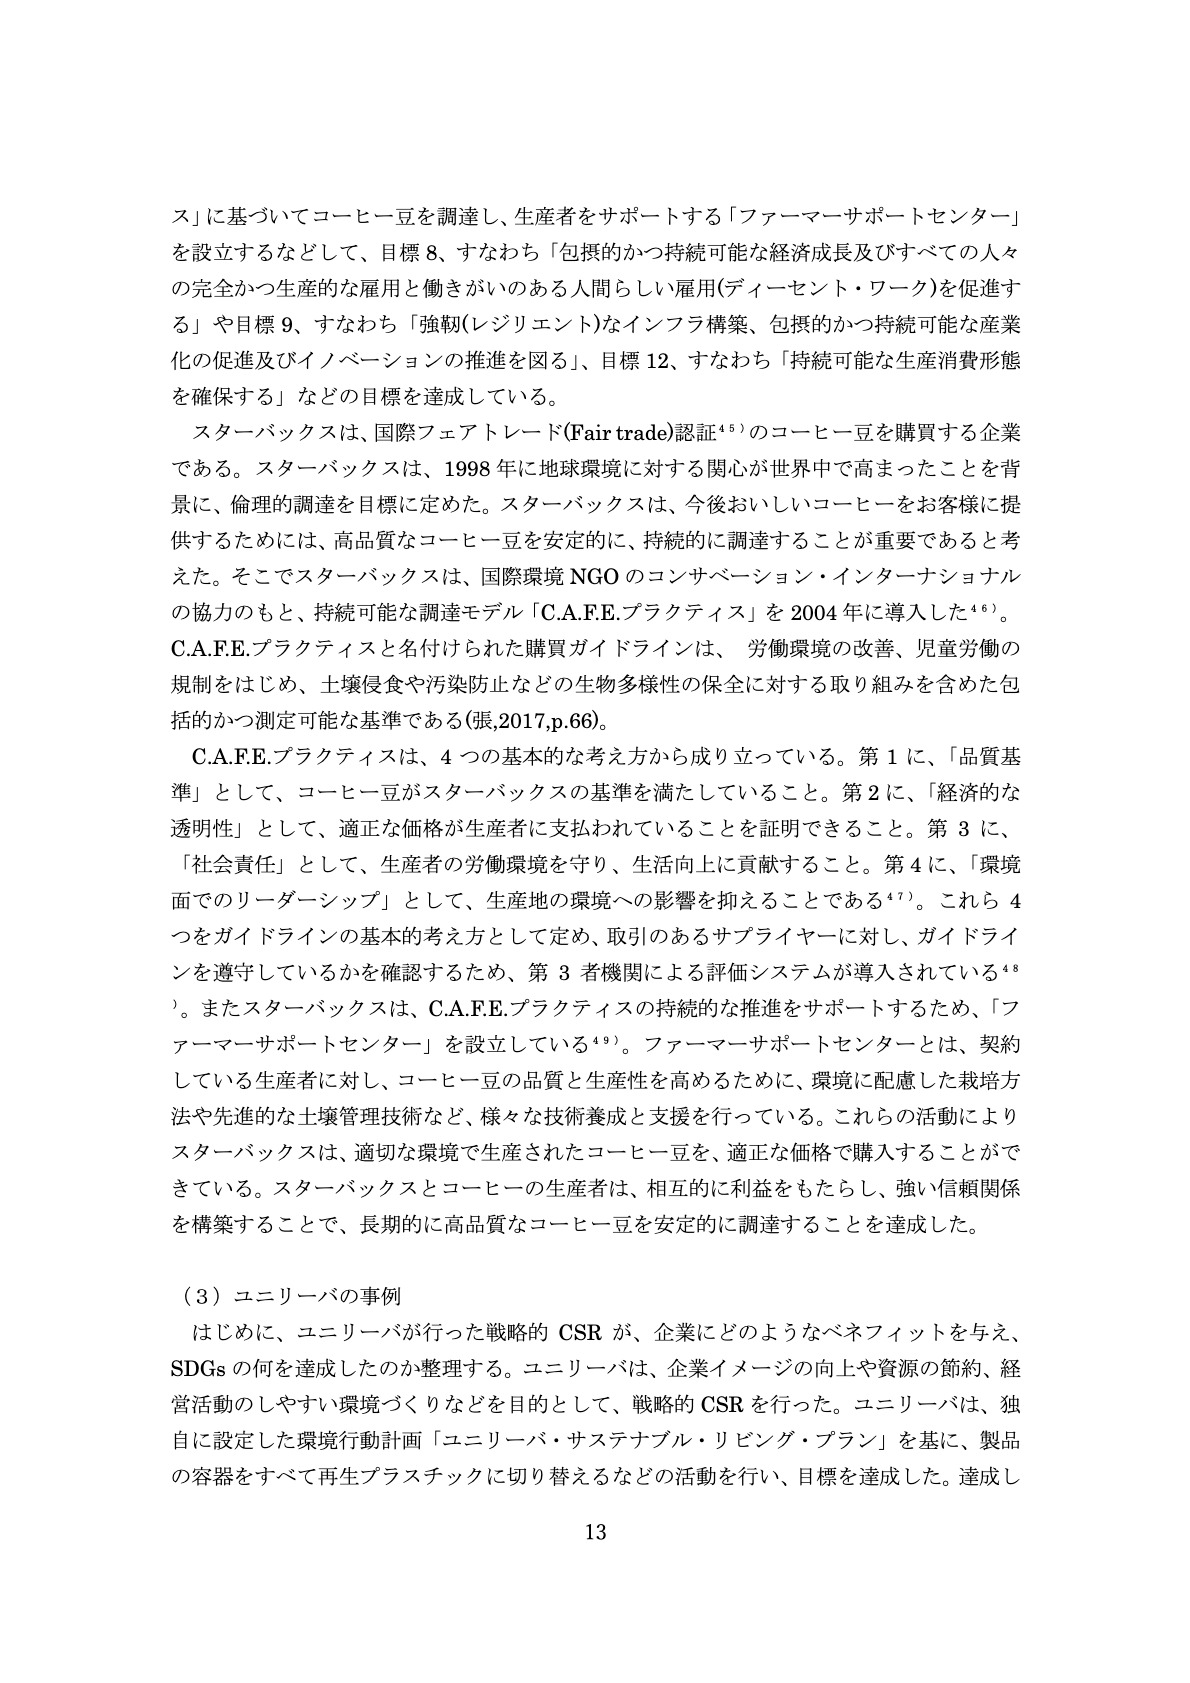 ス」に基づいてコーヒー豆を調達し、生産者をサポートする「ファーマーサポートセンター」
を設立するなどして、目標 8、すなわち「包摂的かつ持続可能な経済成長及びすべての人々
の完全かつ生産的な雇用と働きがいのある人間らしい雇用(ディーセント・ワーク)を促進す
る」や目標 9、すなわち「強靭(レジリエント)なインフラ構築、包摂的かつ持続可能な産業
化の促進及びイノベーションの推進を図る」、目標 12、すなわち「持続可能な生産消費形態
を確保する」などの目標を達成している。
　スターバックスは、国際フェアトレード(Fair trade)認証⁴⁵⁾のコーヒー豆を購買する企業
である。スターバックスは、1998 年に地球環境に対する関心が世界中で高まったことを背
景に、倫理的調達を目標に定めた。スターバックスは、今後おいしいコーヒーをお客様に提
供するためには、高品質なコーヒー豆を安定的に、持続的に調達することが重要であると考
えた。そこでスターバックスは、国際環境 NGO のコンサベーション・インターナショナル
の協力のもと、持続可能な調達モデル「C.A.F.E.プラクティス」を 2004 年に導入した⁴⁶⁾。
C.A.F.E.プラクティスと名付けられた購買ガイドラインは、 労働環境の改善、児童労働の
規制をはじめ、土壌侵食や汚染防止などの生物多様性の保全に対する取り組みを含めた包
括的かつ測定可能な基準である(張,2017,p.66)。
　C.A.F.E.プラクティスは、4 つの基本的な考え方から成り立っている。第 1 に、「品質基
準」として、コーヒー豆がスターバックスの基準を満たしていること。第 2 に、「経済的な
透明性」として、適正な価格が生産者に支払われていることを証明できること。第 3 に、
「社会責任」として、生産者の労働環境を守り、生活向上に貢献すること。第 4 に、「環境
面でのリーダーシップ」として、生産地の環境への影響を抑えることである⁴⁷⁾。これら 4
つをガイドラインの基本的考え方として定め、取引のあるサプライヤーに対し、ガイドライ
ンを遵守しているかを確認するため、第 3 者機関による評価システムが導入されている⁴⁸
⁾。またスターバックスは、C.A.F.E.プラクティスの持続的な推進をサポートするため、「フ
ァーマーサポートセンター」を設立している⁴⁹⁾。ファーマーサポートセンターとは、契約
している生産者に対し、コーヒー豆の品質と生産性を高めるために、環境に配慮した栽培方
法や先進的な土壌管理技術など、様々な技術養成と支援を行っている。これらの活動により
スターバックスは、適切な環境で生産されたコーヒー豆を、適正な価格で購入することがで
きている。スターバックスとコーヒーの生産者は、相互的に利益をもたらし、強い信頼関係
を構築することで、長期的に高品質なコーヒー豆を安定的に調達することを達成した。
（３）ユニリーバの事例
　はじめに、ユニリーバが行った戦略的 CSR が、企業にどのようなベネフィットを与え、
SDGs の何を達成したのか整理する。ユニリーバは、企業イメージの向上や資源の節約、経
営活動のしやすい環境づくりなどを目的として、戦略的 CSR を行った。ユニリーバは、独
自に設定した環境行動計画「ユニリーバ・サステナブル・リビング・プラン」を基に、製品
の容器をすべて再生プラスチックに切り替えるなどの活動を行い、目標を達成した。達成し
13